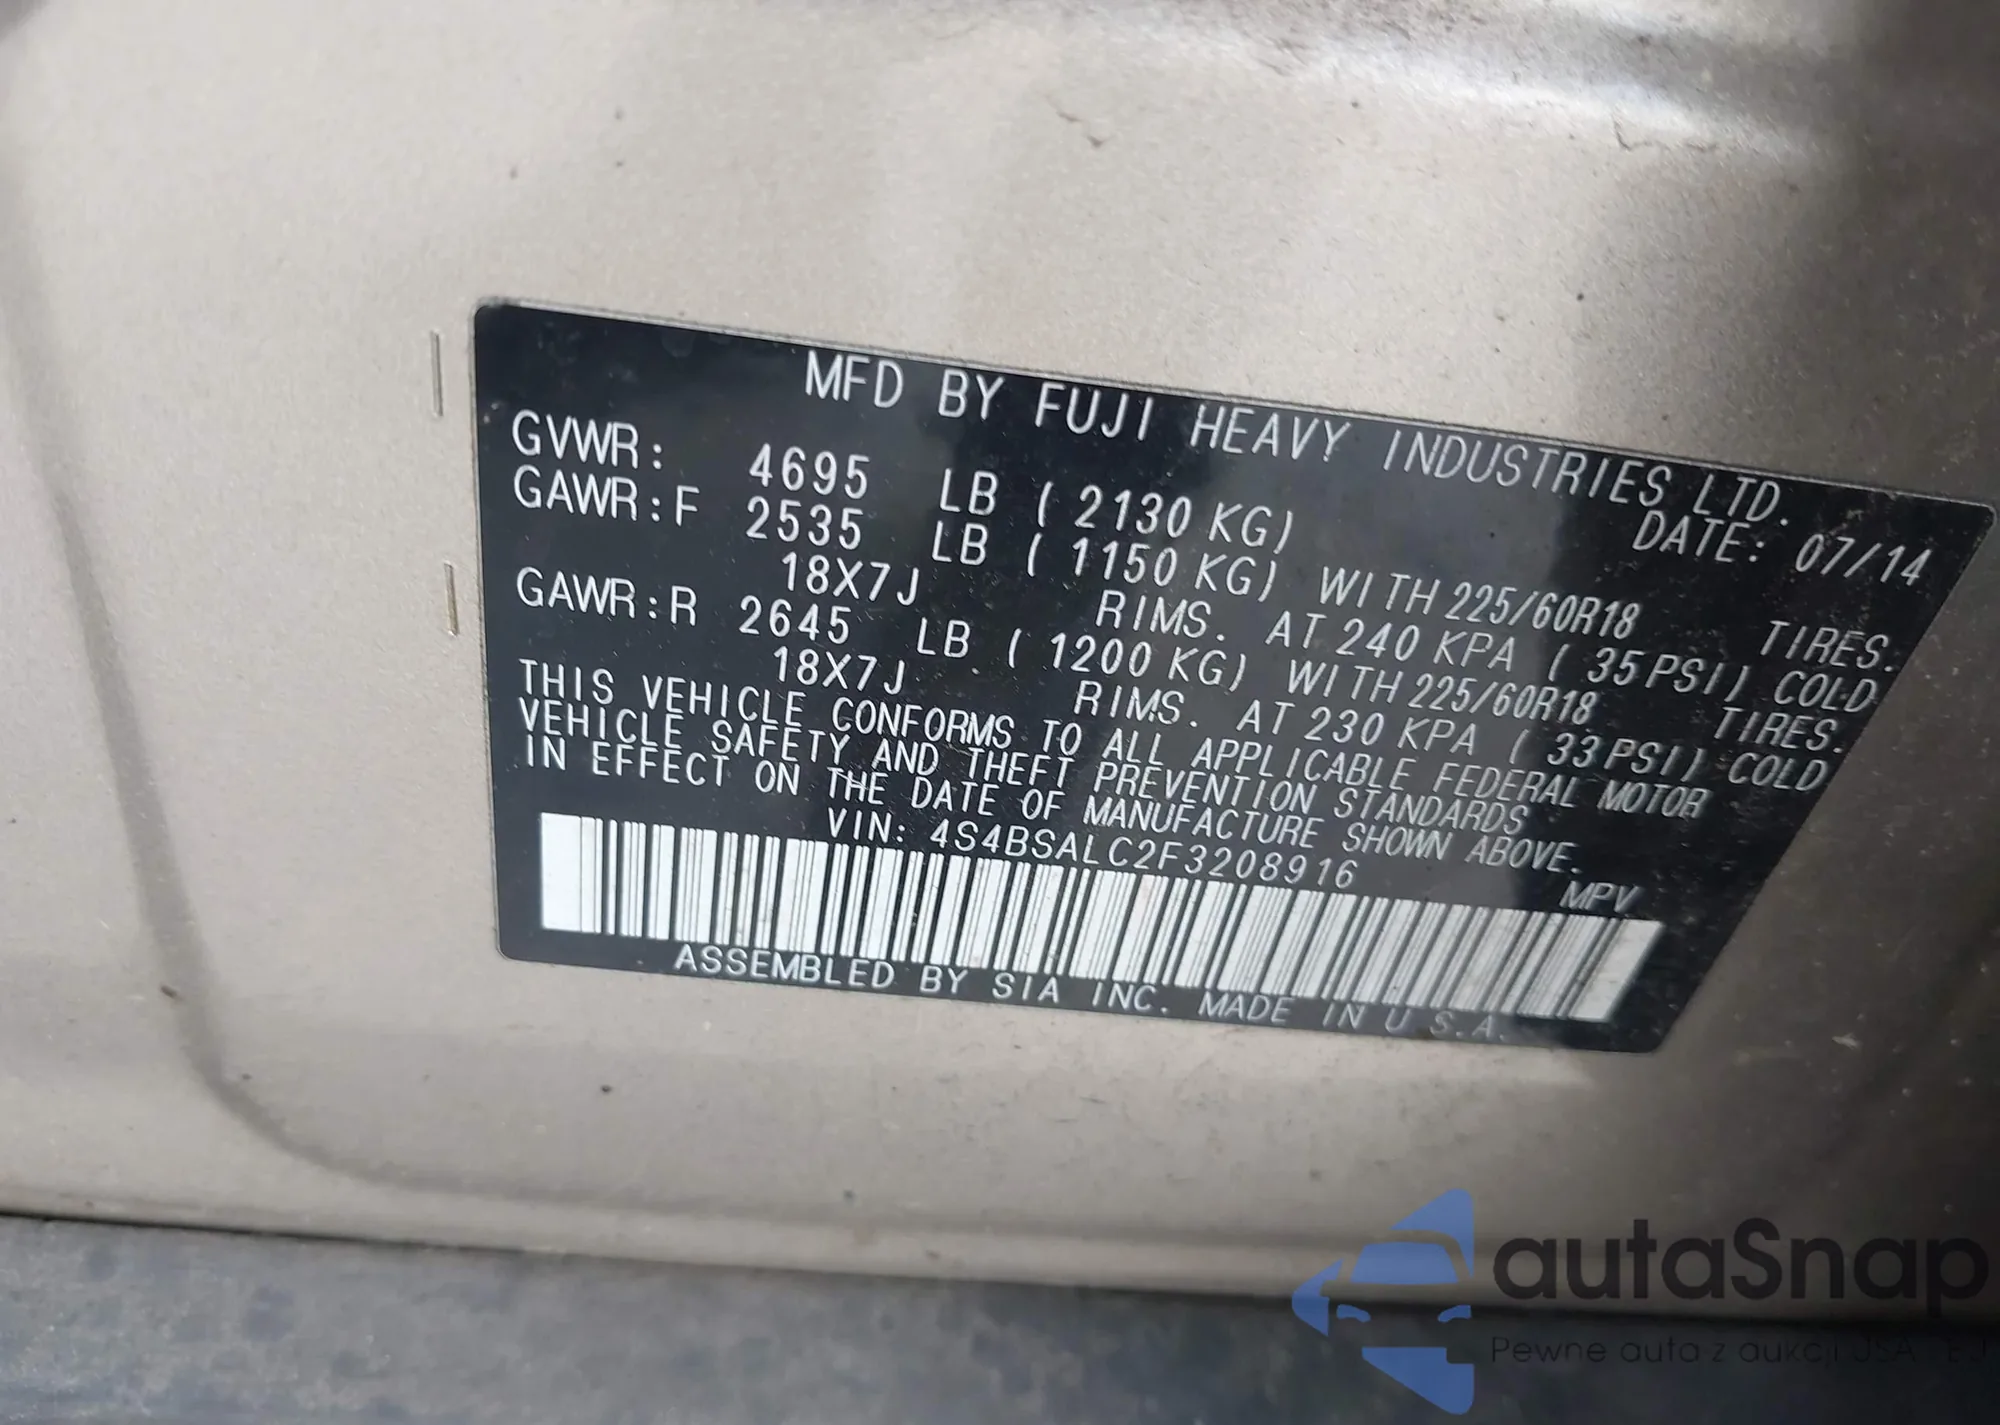 MFD BY FUJI HEAVY INDUSTRIES LTD.
DATE: 07/14
GVWR: 4695 LB ( 2130 KG)
GAWR:F 2535 LB ( 1150 KG) WITH 225/60R18 TIRES.
18X7J RIMS. AT 240 KPA ( 35 PSI) COLD
GAWR:R 2645 LB ( 1200 KG) WITH 225/60R18 TIRES.
18X7J RIMS. AT 230 KPA ( 33 PSI) COLD
THIS VEHICLE CONFORMS TO ALL APPLICABLE FEDERAL MOTOR
VEHICLE SAFETY AND THEFT PREVENTION STANDARDS
IN EFFECT ON THE DATE OF MANUFACTURE SHOWN ABOVE.
VIN: 4S4BSALC2F3208916
MPV
ASSEMBLED BY SIA INC. MADE IN U.S.A.
autaSnap
Pewne auta z aukcji USA